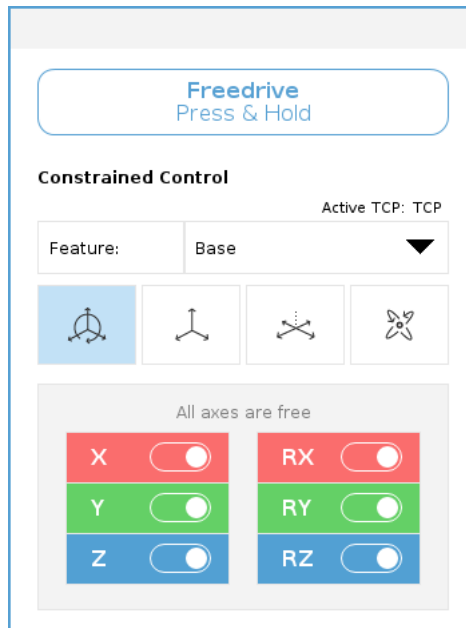 Freedrive
Press & Hold
Constrained Control
Active TCP: TCP
Feature: Base
All axes are free
X RX
Y RY
Z RZ